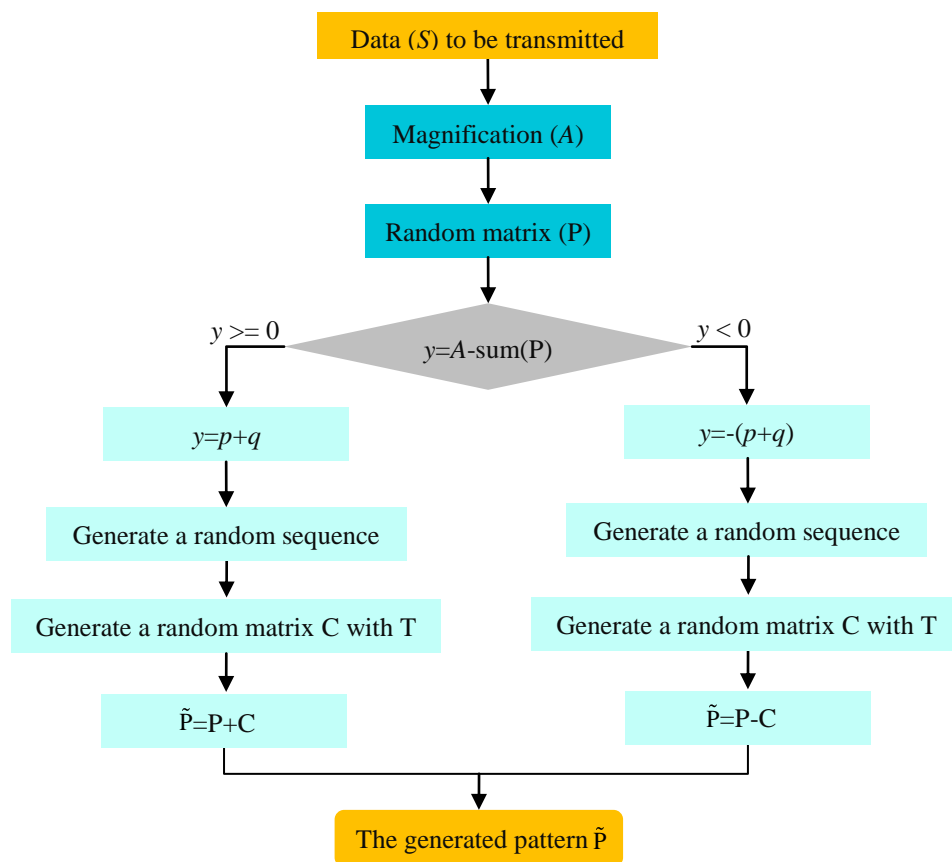 Data (S) to be transmitted
Magnification (A)
Random matrix (P)
y >= 0
y < 0
y=A-sum(P)
y=p+q
y=-(p+q)
Generate a random sequence
Generate a random sequence
Generate a random matrix C with T
Generate a random matrix C with T
P̃=P+C
P̃=P-C
The generated pattern P̃